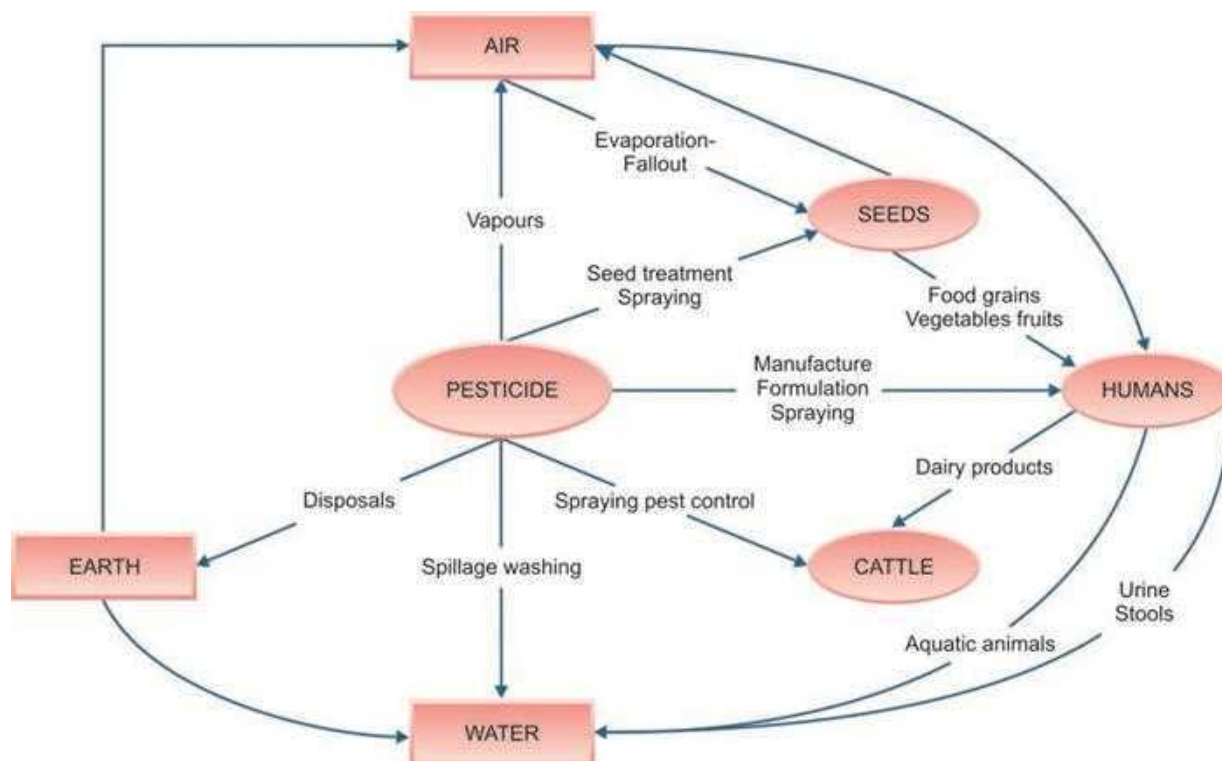 AIR
Evaporation-
Fallout
SEEDS
Vapours
Seed treatment
Spraying
Food grains
Vegetables fruits
PESTICIDE
Manufacture
Formulation
Spraying
HUMANS
Dairy products
Disposals
Spraying pest control
EARTH
Spillage washing
CATTLE
Urine
Stools
Aquatic animals
WATER